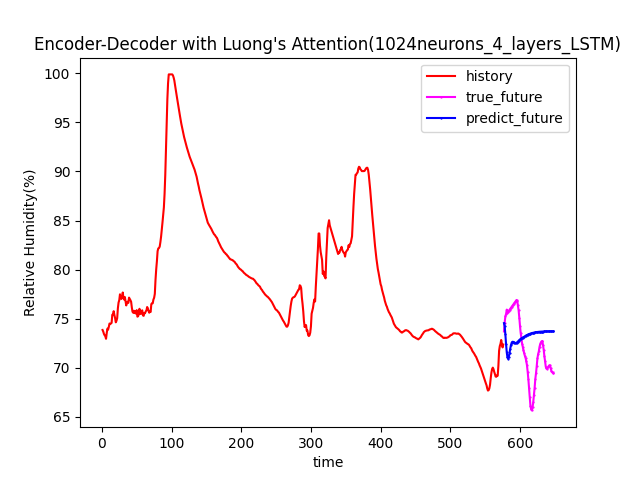 Encoder-Decoder with Luong's Attention(1024neurons_4_layers_LSTM)
history
true_future
predict_future
Relative Humidity(%)
100
95
90
85
80
75
70
65
0 100 200 300 400 500 600
time